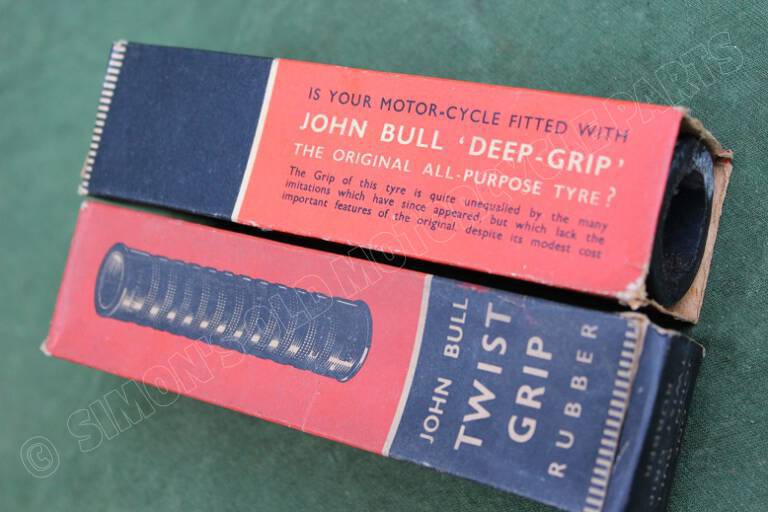 IS YOUR MOTOR-CYCLE FITTED WITH
JOHN BULL 'DEEP-GRIP'
THE ORIGINAL ALL-PURPOSE TYRE?
The Grip of this tyre is quite unequalled by the many
imitations which have since appeared, but which lack the
important features of the original despite its modest cost
JOHN BULL
TWIST
GRIP
RUBBER
© SIMON'S OLD MOTORCYCLE PARTS